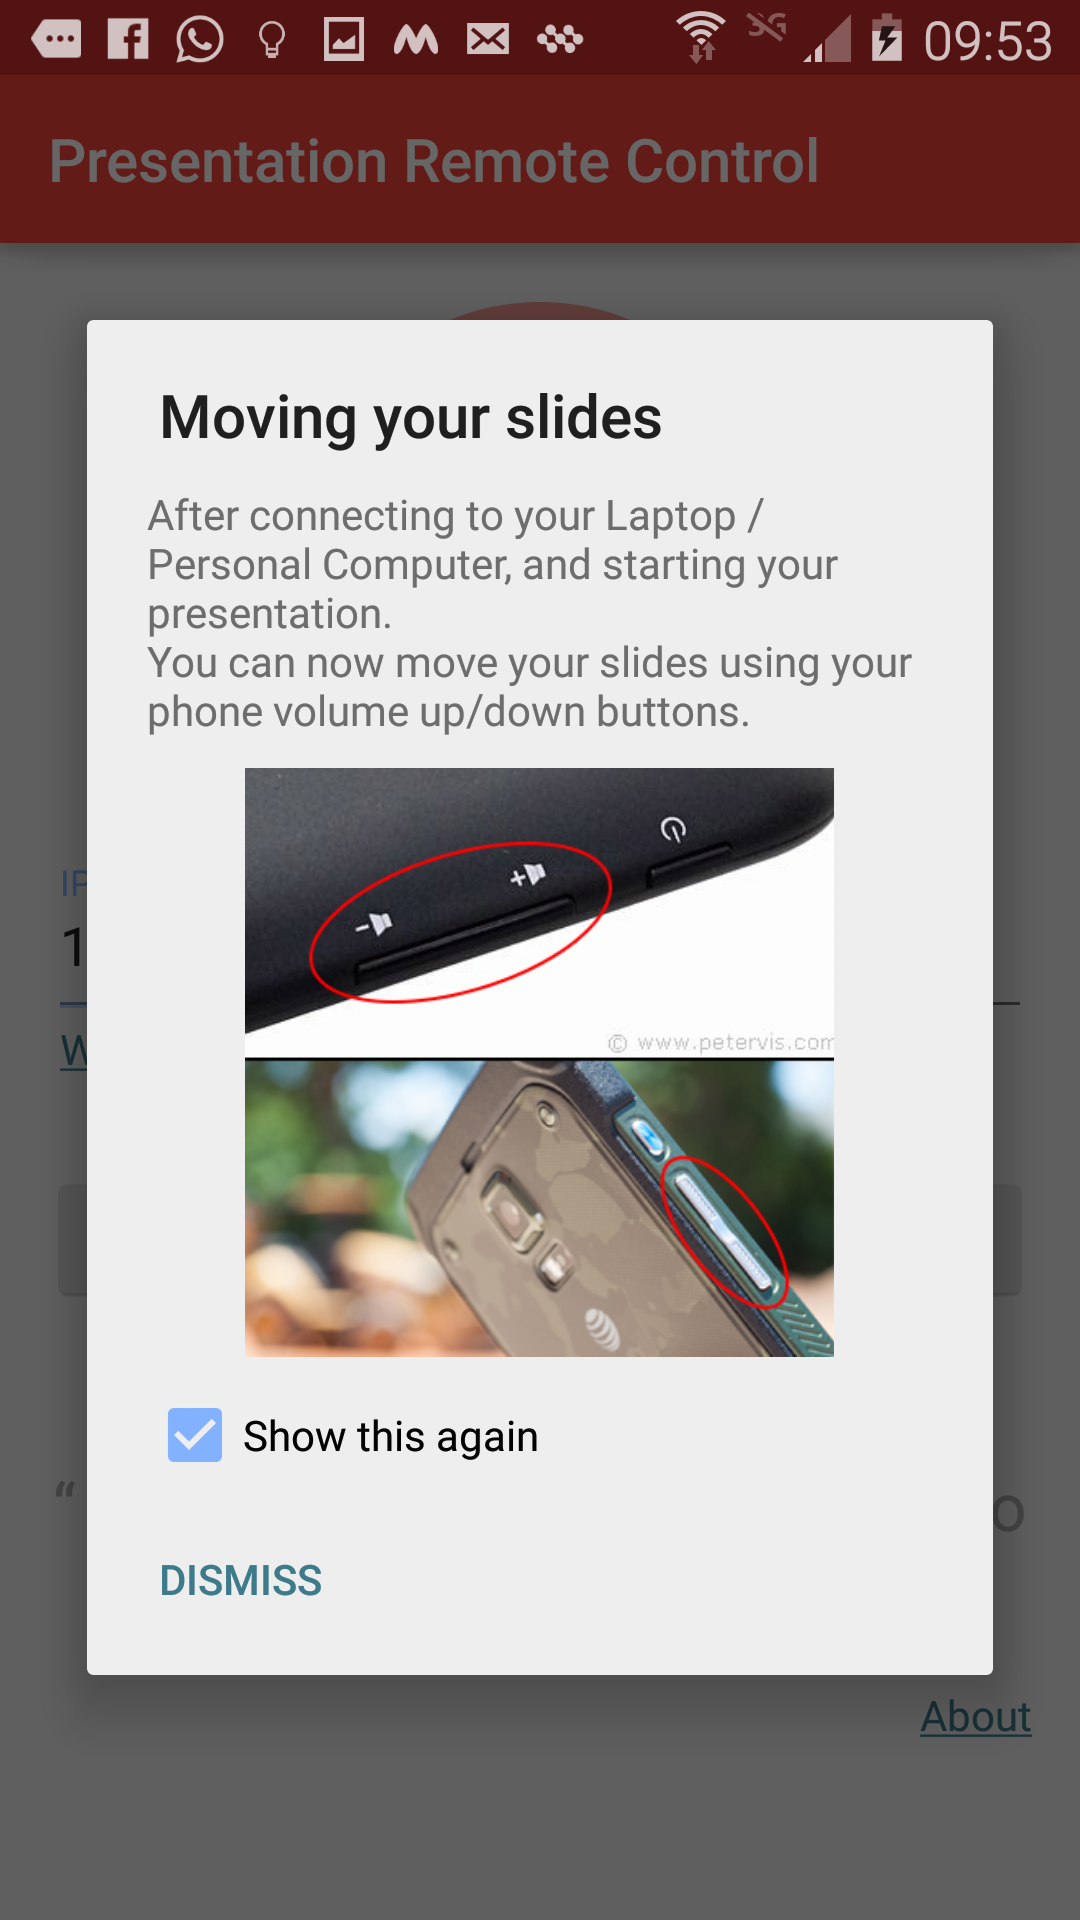 09:53
Presentation Remote Control
Moving your slides
After connecting to your Laptop /
Personal Computer, and starting your
presentation.
You can now move your slides using your
phone volume up/down buttons.
© www.petervis.com
IP
1
W
Show this again
“
DISMISS
About